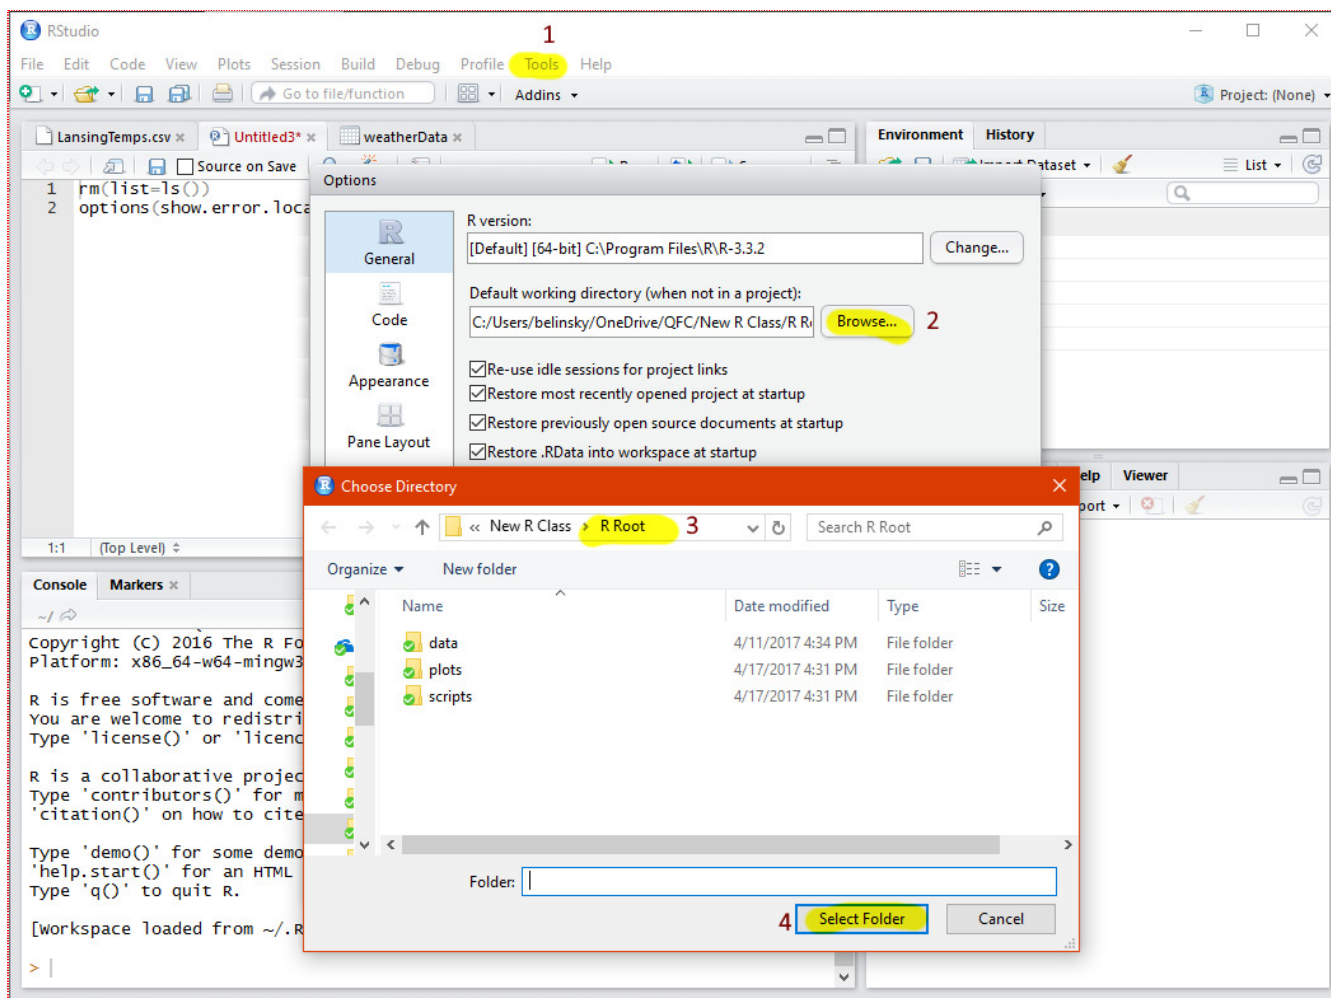 RStudio
1
File Edit Code View Plots Session Build Debug Profile Tools Help
Go to file/function Addins Project: (None)
LansingTemps.csv Untitled3* weatherData
Environment History
Source on Save
Dataset List
1 rm(list=ls())
2 options(show.error.loca
Options
General
Code
Appearance
Pane Layout
R version:
[Default] [64-bit] C:\Program Files\R\R-3.3.2 Change...
Default working directory (when not in a project):
C:/Users/belinsky/OneDrive/QFC/New R Class/R R Browse... 2
Re-use idle sessions for project links
Restore most recently opened project at startup
Restore previously open source documents at startup
Restore .RData into workspace at startup
elp Viewer
port
Choose Directory
« New R Class › R Root 3 Search R Root
Organize New folder
Name Date modified Type Size
data 4/11/2017 4:34 PM File folder
plots 4/17/2017 4:31 PM File folder
scripts 4/17/2017 4:31 PM File folder
Folder:
4 Select Folder Cancel
1:1 (Top Level)
Console Markers
~/
Copyright (C) 2016 The R Fo
Platform: x86_64-w64-mingw3
R is free software and come
You are welcome to redistri
Type 'license()' or 'licenc
R is a collaborative projec
Type 'contributors()' for m
'citation()' on how to cite
Type 'demo()' for some demo
'help.start()' for an HTML
Type 'q()' to quit R.
[Workspace loaded from ~/.R
>